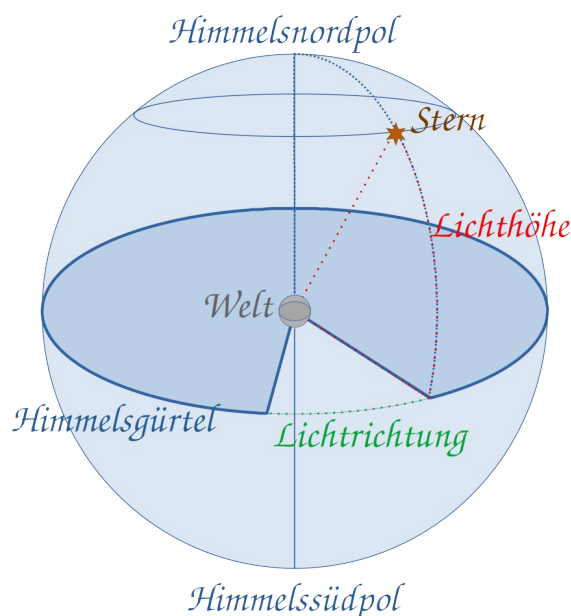 Himmelsnordpol
Stern
Lichthöhe
Welt
Himmelsgürtel
Lichtrichtung
Himmelssüdpol